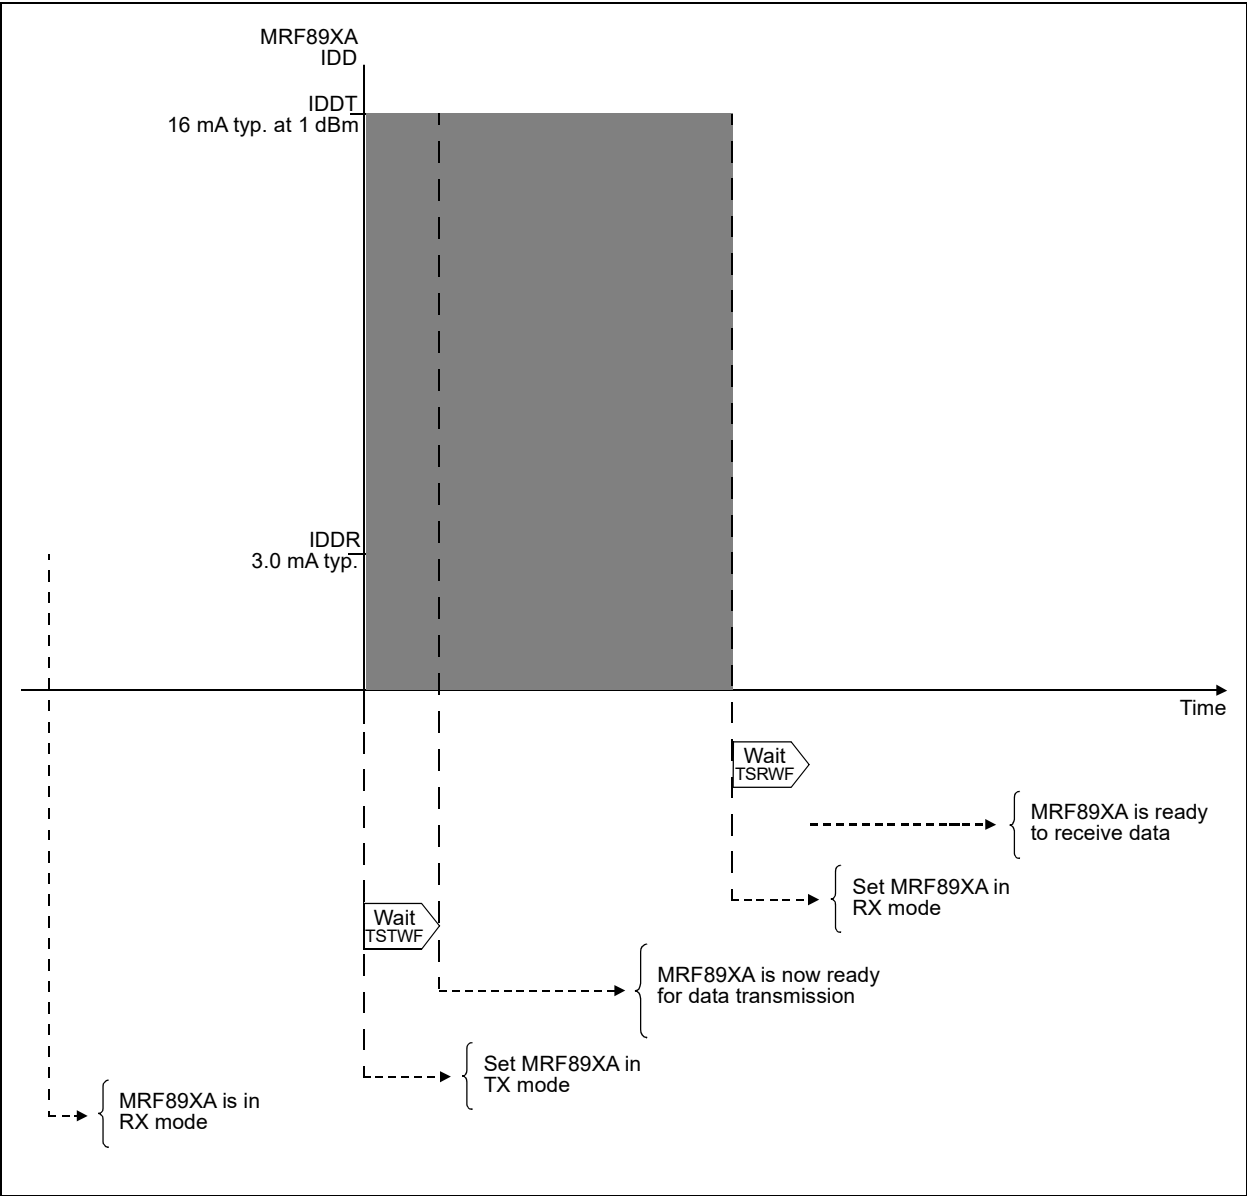 MRF89XA
IDD
IDDT
16 mA typ. at 1 dBm
IDDR
3.0 mA typ.
Time
Wait
TSRWF
MRF89XA is ready
to receive data
Set MRF89XA in
RX mode
Wait
TSTWF
MRF89XA is now ready
for data transmission
Set MRF89XA in
TX mode
MRF89XA is in
RX mode